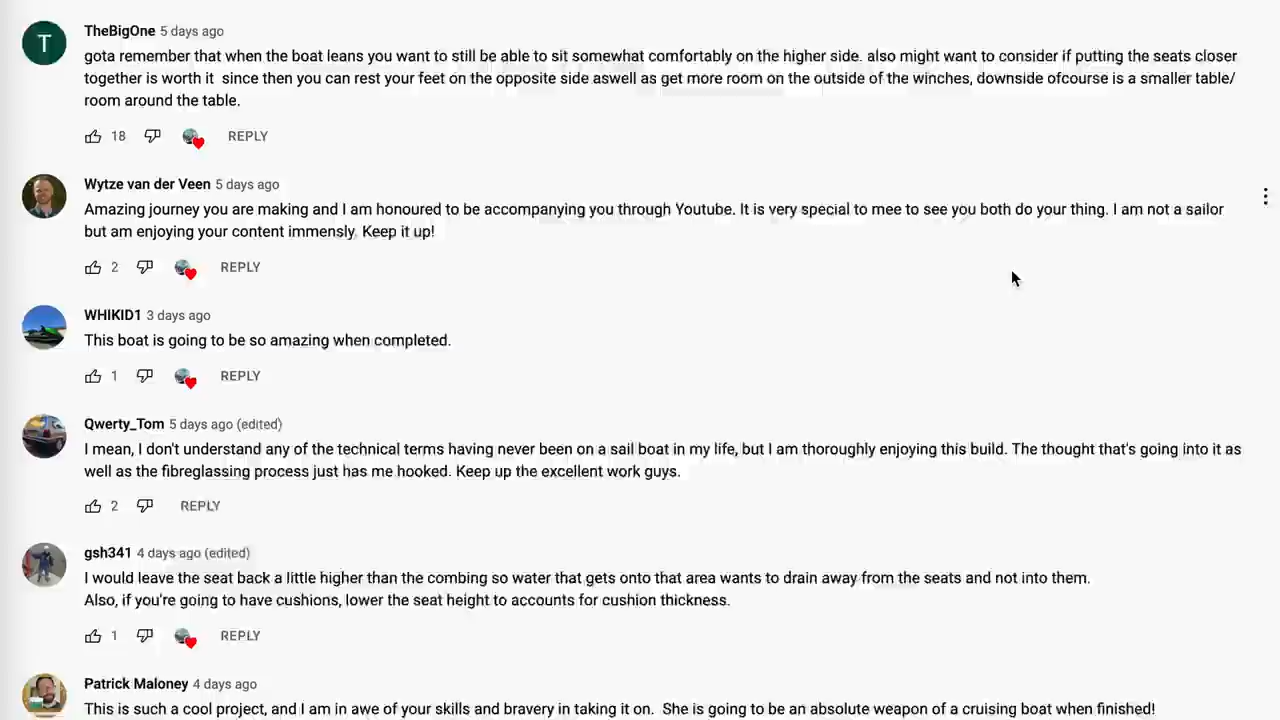 T
TheBigOne 5 days ago
gota remember that when the boat leans you want to still be able to sit somewhat comfortably on the higher side. also might want to consider if putting the seats closer
together is worth it since then you can rest your feet on the opposite side aswell as get more room on the outside of the winches, downside ofcourse is a smaller table/
room around the table.
18 REPLY
Wytze van der Veen 5 days ago
Amazing journey you are making and I am honoured to be accompanying you through Youtube. It is very special to mee to see you both do your thing. I am not a sailor
but am enjoying your content immensly. Keep it up!
2 REPLY
WHIKID1 3 days ago
This boat is going to be so amazing when completed.
1 REPLY
Qwerty_Tom 5 days ago (edited)
I mean, I don't understand any of the technical terms having never been on a sail boat in my life, but I am thoroughly enjoying this build. The thought that's going into it as
well as the fibreglassing process just has me hooked. Keep up the excellent work guys.
2 REPLY
gsh341 4 days ago (edited)
I would leave the seat back a little higher than the combing so water that gets onto that area wants to drain away from the seats and not into them.
Also, if you're going to have cushions, lower the seat height to accounts for cushion thickness.
1 REPLY
Patrick Maloney 4 days ago
This is such a cool project, and I am in awe of your skills and bravery in taking it on. She is going to be an absolute weapon of a cruising boat when finished!